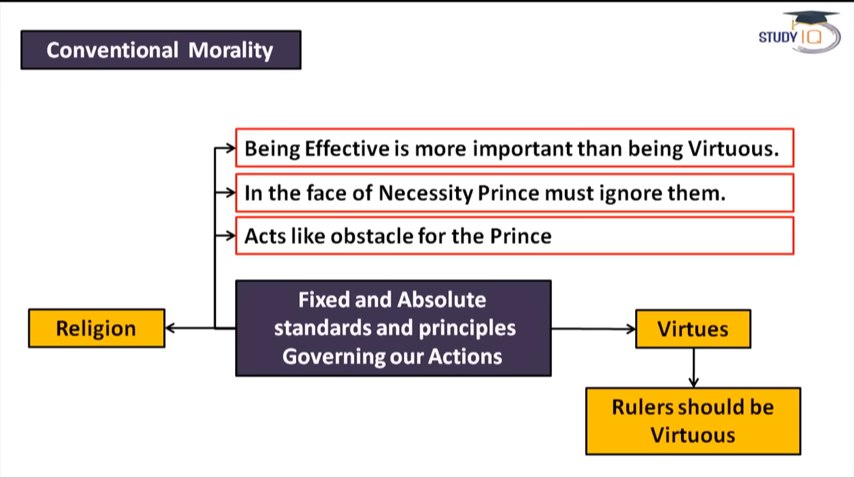 Conventional Morality
STUDY IQ
Being Effective is more important than being Virtuous.
In the face of Necessity Prince must ignore them.
Acts like obstacle for the Prince
Religion
Fixed and Absolute
standards and principles
Governing our Actions
Virtues
Rulers should be
Virtuous